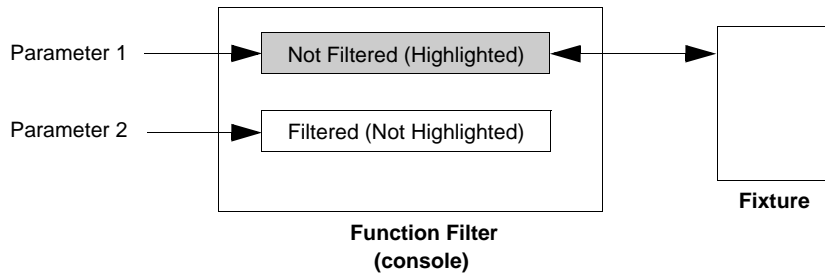 Parameter 1
Not Filtered (Highlighted)
Parameter 2
Filtered (Not Highlighted)
Fixture
Function Filter
(console)